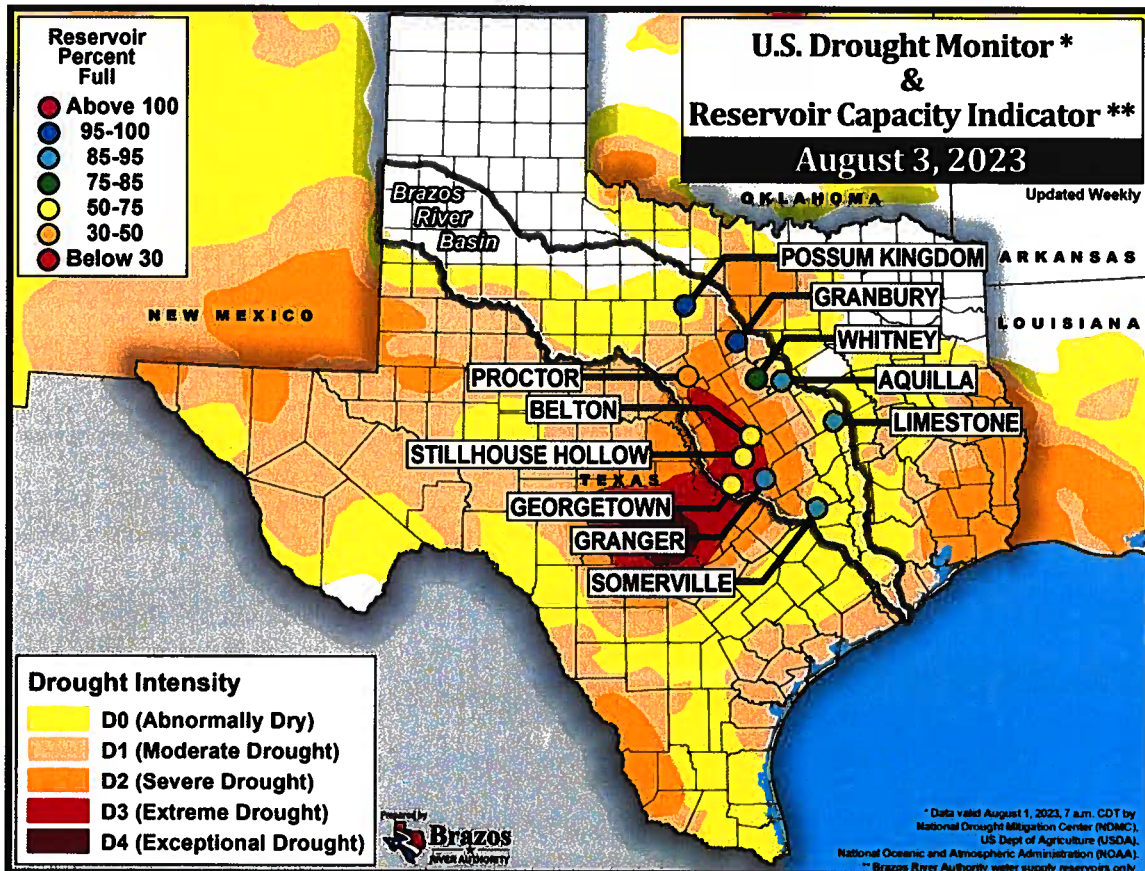 Reservoir
Percent
Full
Above 100
95-100
85-95
75-85
50-75
30-50
Below 30
U.S. Drought Monitor *
&
Reservoir Capacity Indicator **
August 3, 2023
Updated Weekly
OKLAHOMA
Brazos
River
Basin
POSSUM KINGDOM
ARKANSAS
GRANBURY
NEW MEXICO
LOUISIANA
WHITNEY
PROCTOR
AQUILLA
BELTON
LIMESTONE
STILLHOUSE HOLLOW
TEXAS
GEORGETOWN
GRANGER
SOMERVILLE
Drought Intensity
D0 (Abnormally Dry)
D1 (Moderate Drought)
D2 (Severe Drought)
D3 (Extreme Drought)
D4 (Exceptional Drought)
Prepared by
Brazos
RIVER AUTHORITY
* Data valid August 1, 2023, 7 a.m. CDT by
National Drought Mitigation Center (NDMC),
US Dept of Agriculture (USDA),
National Oceanic and Atmospheric Administration (NOAA).
** Brazos River Authority water supply reservoirs only.